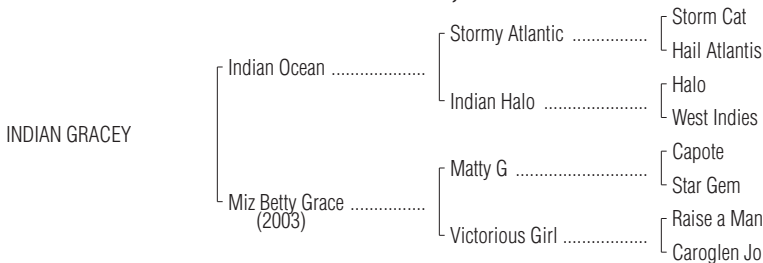 Storm Cat
Stormy Atlantic ..................
Hail Atlantis
Indian Ocean .....................
Halo
Indian Halo ........................
West Indies
INDIAN GRACEY
Capote
Matty G ..............................
Star Gem
Miz Betty Grace ..................
(2003)
Raise a Man
Victorious Girl ....................
Caroglen Jo